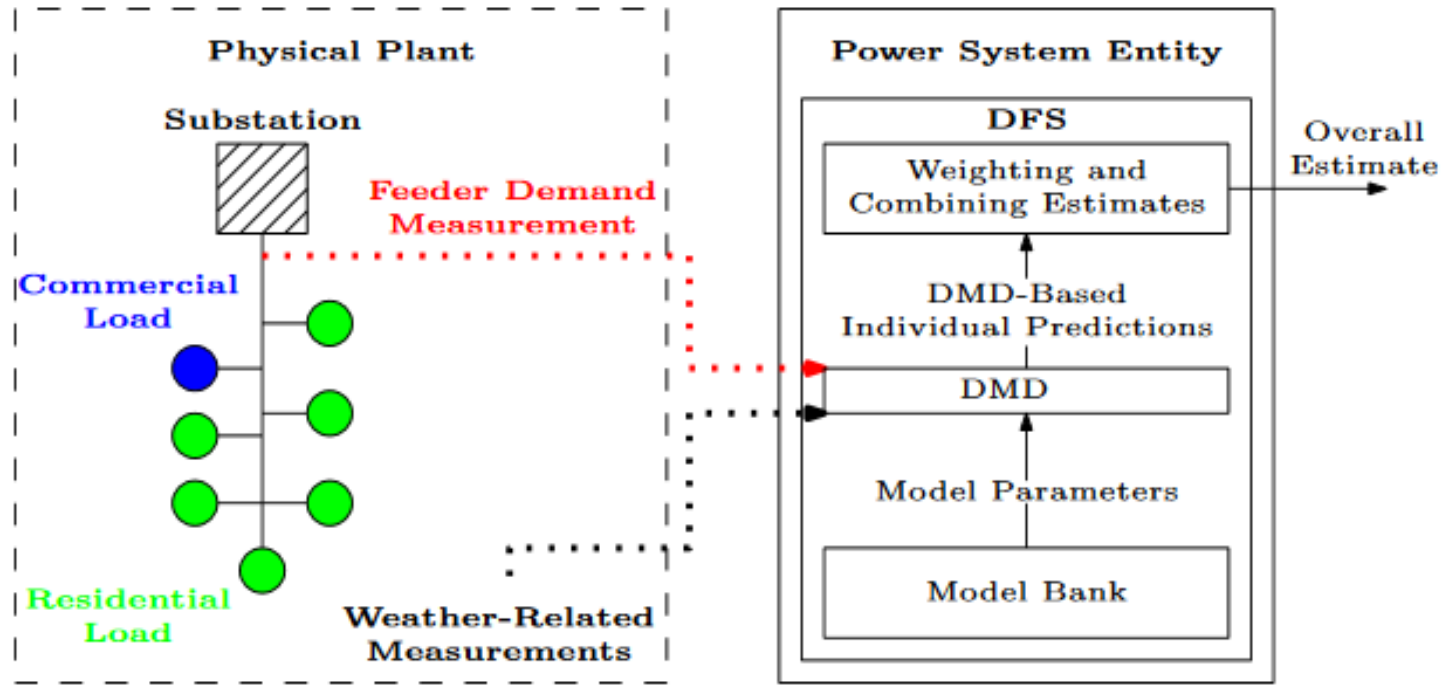 Physical Plant
Substation
Feeder Demand
Measurement
Commercial
Load
Residential
Load
Weather-Related
Measurements
Power System Entity
DFS
Weighting and
Combining Estimates
Overall
Estimate
DMD-Based
Individual Predictions
DMD
Model Parameters
Model Bank